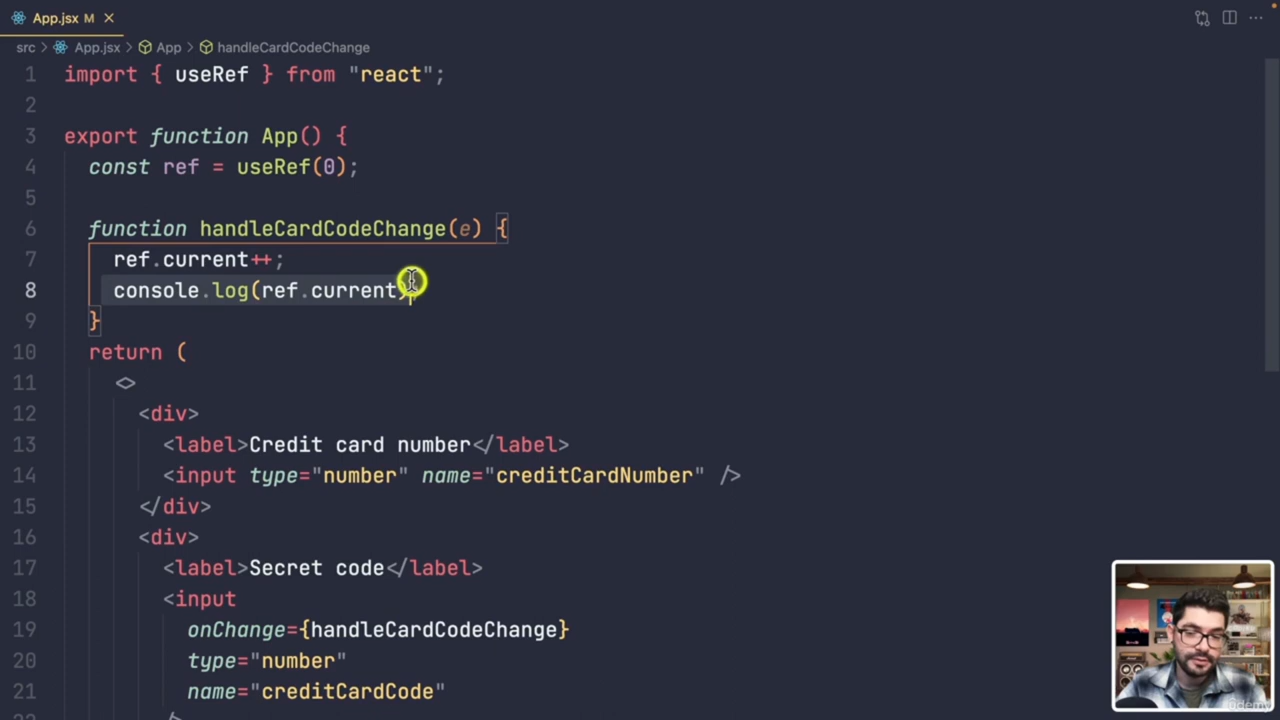 App.jsx M
src > App.jsx > App > handleCardCodeChange
1 import { useRef } from "react";
2
3 export function App() {
4 const ref = useRef(0);
5
6 function handleCardCodeChange(e) {
7 ref.current++;
8 console.log(ref.current)
9 }
10 return (
11 <>
12 <div>
13 <label>Credit card number</label>
14 <input type="number" name="creditCardNumber" />
15 </div>
16 <div>
17 <label>Secret code</label>
18 <input
19 onChange={handleCardCodeChange}
20 type="number"
21 name="creditCardCode"
/>
ûdemy